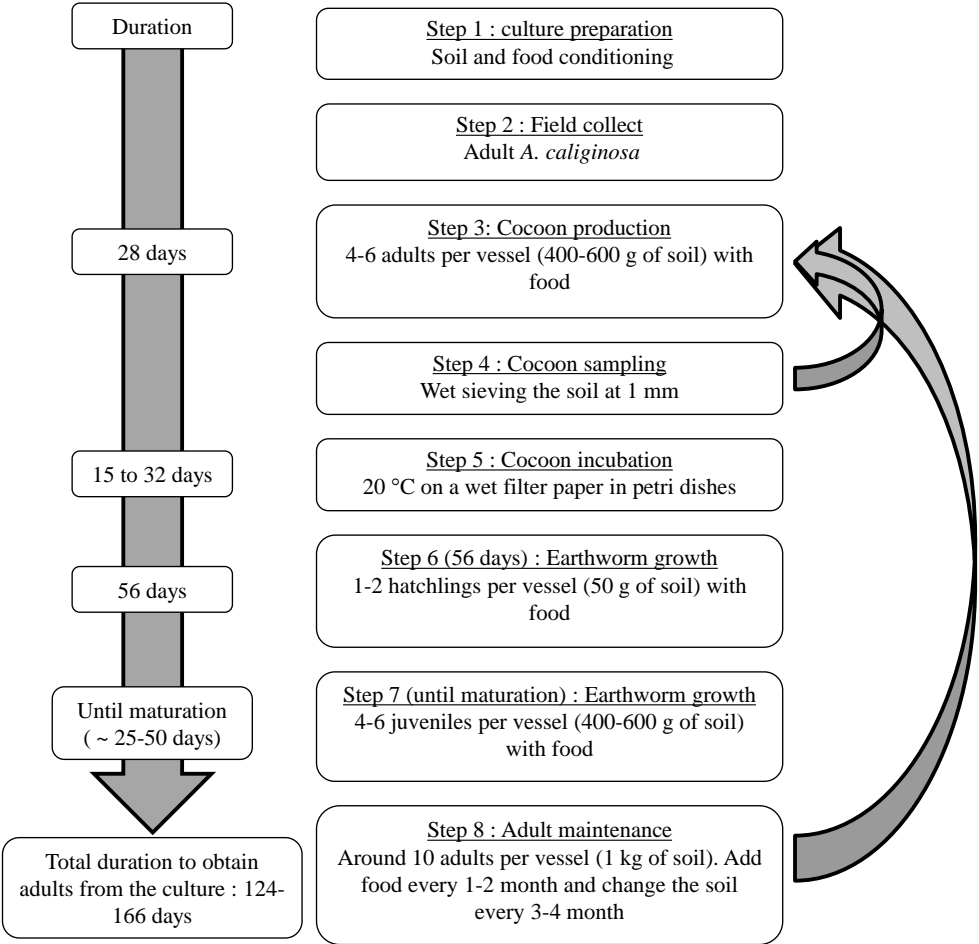 Duration
Step 1 : culture preparation
Soil and food conditioning
Step 2 : Field collect
Adult A. caliginosa
28 days
Step 3: Cocoon production
4-6 adults per vessel (400-600 g of soil) with
food
Step 4 : Cocoon sampling
Wet sieving the soil at 1 mm
15 to 32 days
Step 5 : Cocoon incubation
20 °C on a wet filter paper in petri dishes
56 days
Step 6 (56 days) : Earthworm growth
1-2 hatchlings per vessel (50 g of soil) with
food
Until maturation
( ~ 25-50 days)
Step 7 (until maturation) : Earthworm growth
4-6 juveniles per vessel (400-600 g of soil)
with food
Total duration to obtain
adults from the culture : 124-
166 days
Step 8 : Adult maintenance
Around 10 adults per vessel (1 kg of soil). Add
food every 1-2 month and change the soil
every 3-4 month